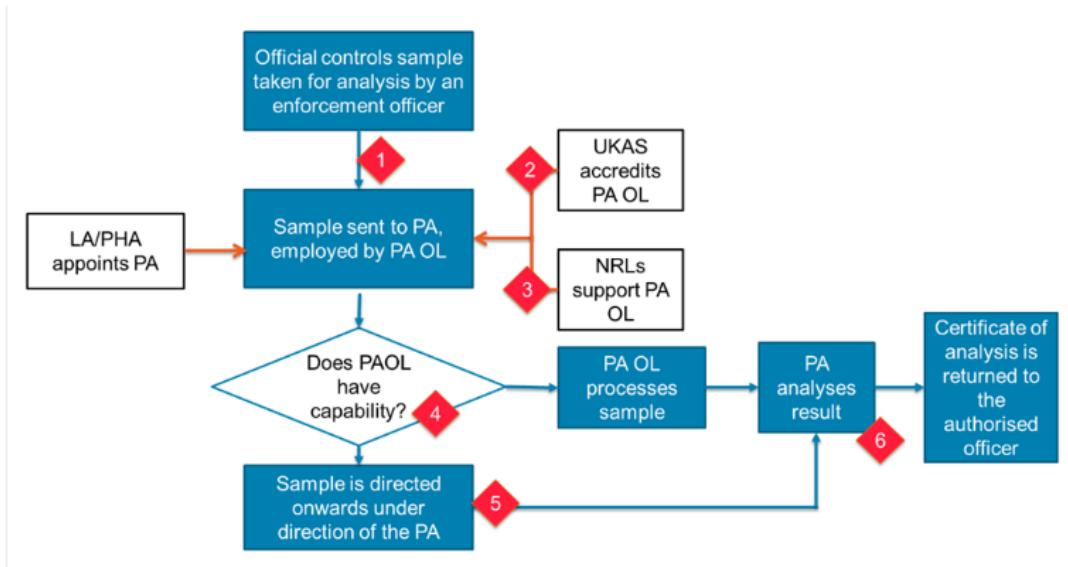 Official controls sample
taken for analysis by an
enforcement officer
1
2
UKAS
accredits
PA OL
LA/PHA
appoints PA
Sample sent to PA,
employed by PA OL
3
NRLs
support PA
OL
Does PAOL
have
capability?
4
PA OL
processes
sample
PA
analyses
result
6
Certificate of
analysis is
returned to
the
authorised
officer
Sample is directed
onwards under
direction of the PA
5